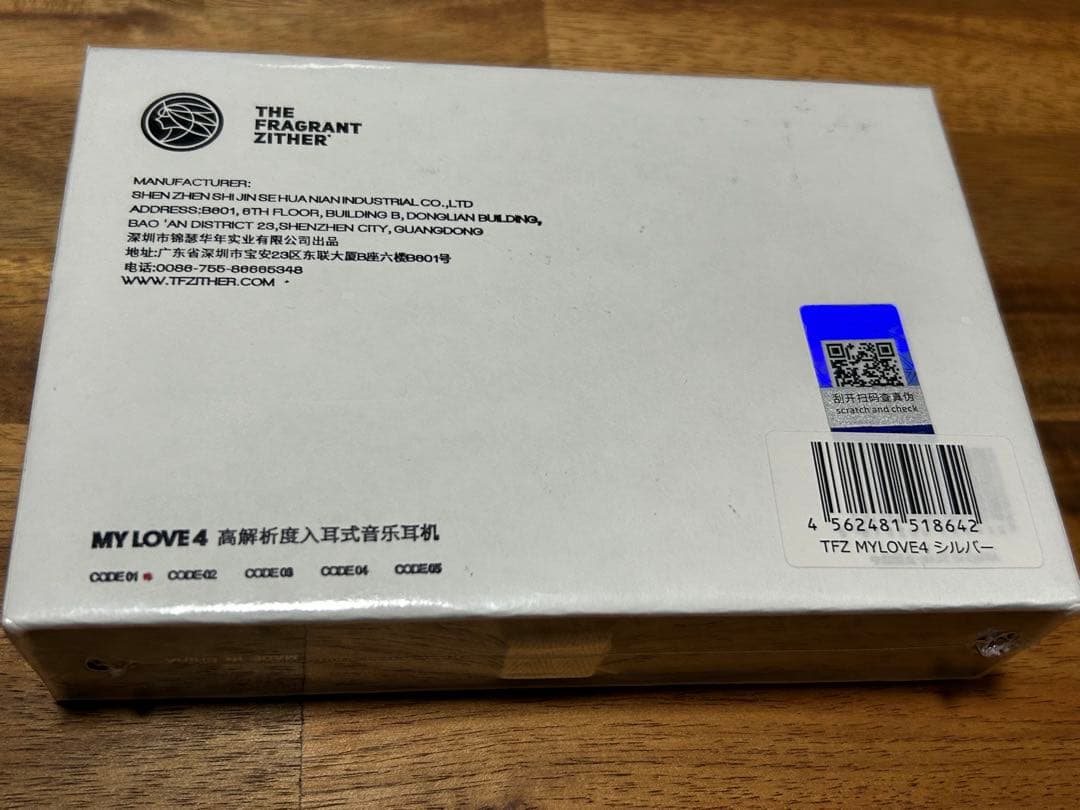 THE
FRAGRANT
ZITHER
MANUFACTURER:
SHEN ZHEN SHI JIN SE HUA NIAN INDUSTRIAL CO.,LTD
ADDRESS:B601, 6TH FLOOR, BUILDING B, DONGLIAN BUILDING,
BAO 'AN DISTRICT 23,SHENZHEN CITY, GUANGDONG
深圳市锦瑟华年实业有限公司出品
地址:广东省深圳市宝安23区东联大厦B座六楼B601号
电话:0086-755-86665348
WWW.TFZITHER.COM
刮开扫码查真伪
scratch and check
4 562481 518642
TFZ MYLOVE4 シルバー
MY LOVE 4 高解析度入耳式音乐耳机
CODE 01 CODE 02 CODE 03 CODE 04 CODE 05